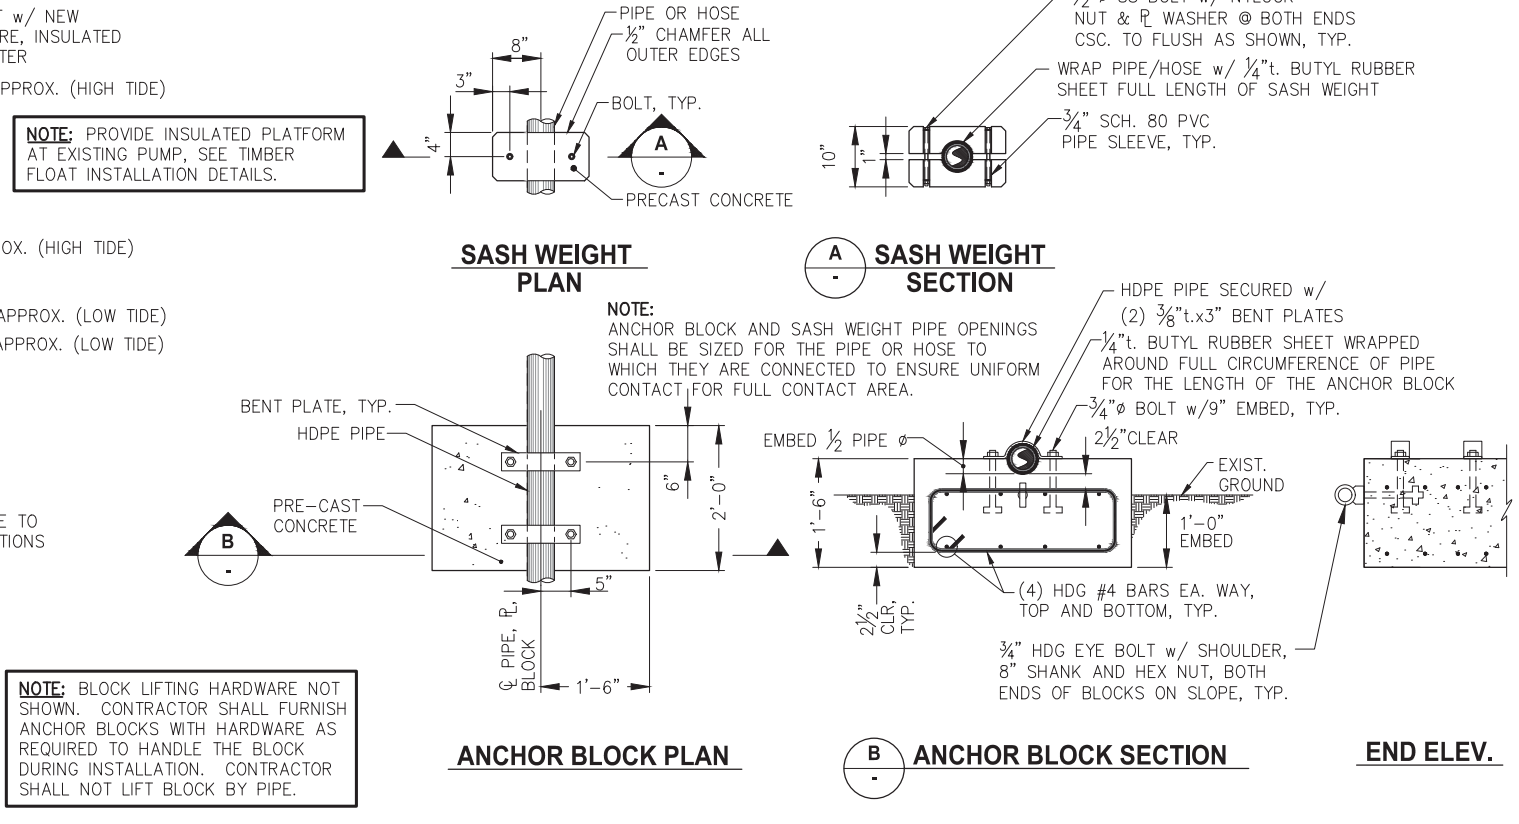 w/ NEW
RE, INSULATED
TER
APPROX. (HIGH TIDE)
NOTE: PROVIDE INSULATED PLATFORM
AT EXISTING PUMP, SEE TIMBER
FLOAT INSTALLATION DETAILS.
OX. (HIGH TIDE)
APPROX. (LOW TIDE)
APPROX. (LOW TIDE)
E TO
TIONS
NOTE: BLOCK LIFTING HARDWARE NOT
SHOWN. CONTRACTOR SHALL FURNISH
ANCHOR BLOCKS WITH HARDWARE AS
REQUIRED TO HANDLE THE BLOCK
DURING INSTALLATION. CONTRACTOR
SHALL NOT LIFT BLOCK BY PIPE.
8"
3"
4"
PIPE OR HOSE
½" CHAMFER ALL
OUTER EDGES
BOLT, TYP.
A
-
PRECAST CONCRETE
SASH WEIGHT
PLAN
NUT & ⅊ WASHER @ BOTH ENDS
CSC. TO FLUSH AS SHOWN, TYP.
WRAP PIPE/HOSE w/ ¼"t. BUTYL RUBBER
SHEET FULL LENGTH OF SASH WEIGHT
¾" SCH. 80 PVC
PIPE SLEEVE, TYP.
10"
1"
A
-
SASH WEIGHT
SECTION
NOTE:
ANCHOR BLOCK AND SASH WEIGHT PIPE OPENINGS
SHALL BE SIZED FOR THE PIPE OR HOSE TO
WHICH THEY ARE CONNECTED TO ENSURE UNIFORM
CONTACT FOR FULL CONTACT AREA.
BENT PLATE, TYP.
HDPE PIPE
PRE-CAST
CONCRETE
B
-
6"
2'-0"
5"
℄ PIPE, ⅊,
BLOCK
1'-6"
ANCHOR BLOCK PLAN
HDPE PIPE SECURED w/
(2) ⅜"t.x3" BENT PLATES
¼"t. BUTYL RUBBER SHEET WRAPPED
AROUND FULL CIRCUMFERENCE OF PIPE
FOR THE LENGTH OF THE ANCHOR BLOCK
¾"ø BOLT w/9" EMBED, TYP.
EMBED ½ PIPE ø
2½"CLEAR
EXIST.
GROUND
1'-6"
1'-0"
EMBED
2½"
CLR,
TYP.
(4) HDG #4 BARS EA. WAY,
TOP AND BOTTOM, TYP.
¾" HDG EYE BOLT w/ SHOULDER,
8" SHANK AND HEX NUT, BOTH
ENDS OF BLOCKS ON SLOPE, TYP.
B
-
ANCHOR BLOCK SECTION
END ELEV.